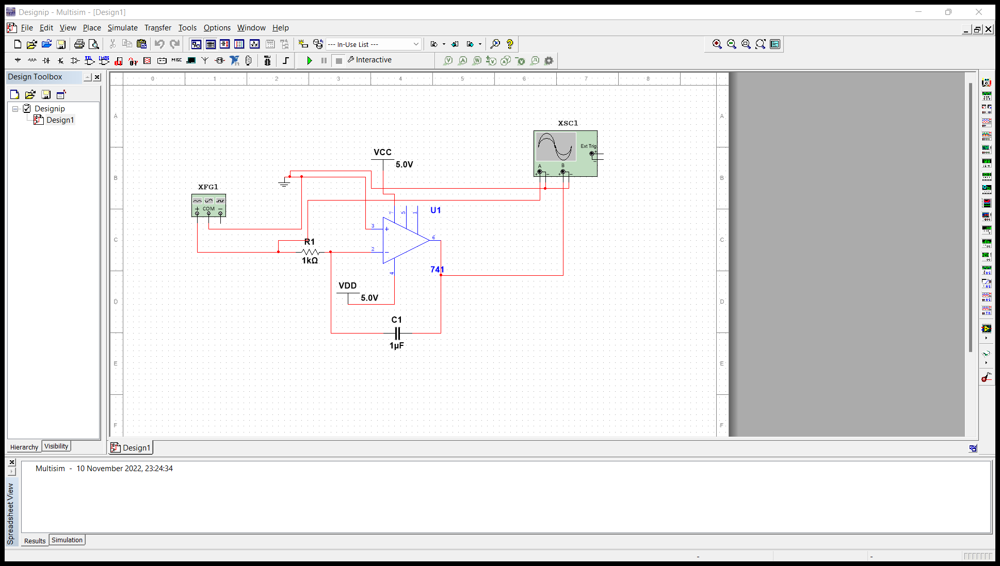 Designip - Multisim - [Design1]
File Edit View Place Simulate Transfer Tools Options Window Help
--- In-Use List ---
MISC
Interactive
Design Toolbox
Designip
Design1
Hierarchy Visibility
0 1 2 3 4 5 6 7 8
A A
B B
C C
D D
E E
F F
XSC1
Ext Trig
+
−
A B
+ − + −
VCC
5.0V
XFG1
+ COM −
U1
7 5 1
3 +
6
2 −
4
741
R1
1kΩ
VDD
5.0V
C1
1µF
Design1
Multisim - 10 November 2022, 23:24:34
Spreadsheet View
Results Simulation
- -